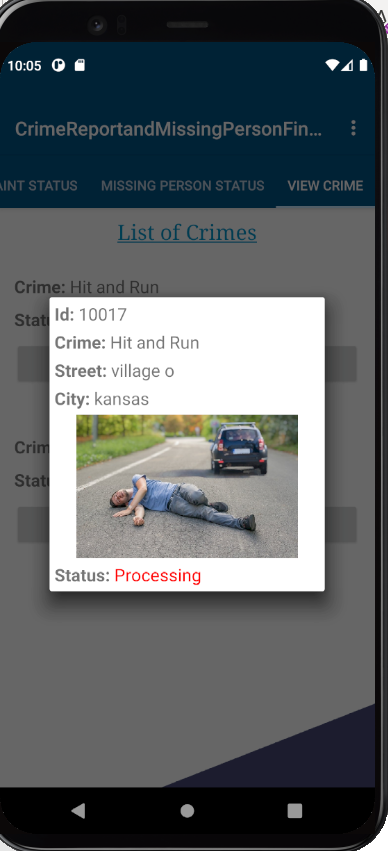 10:05
CrimeReportandMissingPersonFin...
AINT STATUS MISSING PERSON STATUS VIEW CRIME
List of Crimes
Crime: Hit and Run
Statu
Id: 10017
Crime: Hit and Run
Street: village o
City: kansas
Status: Processing
Crim
Statu